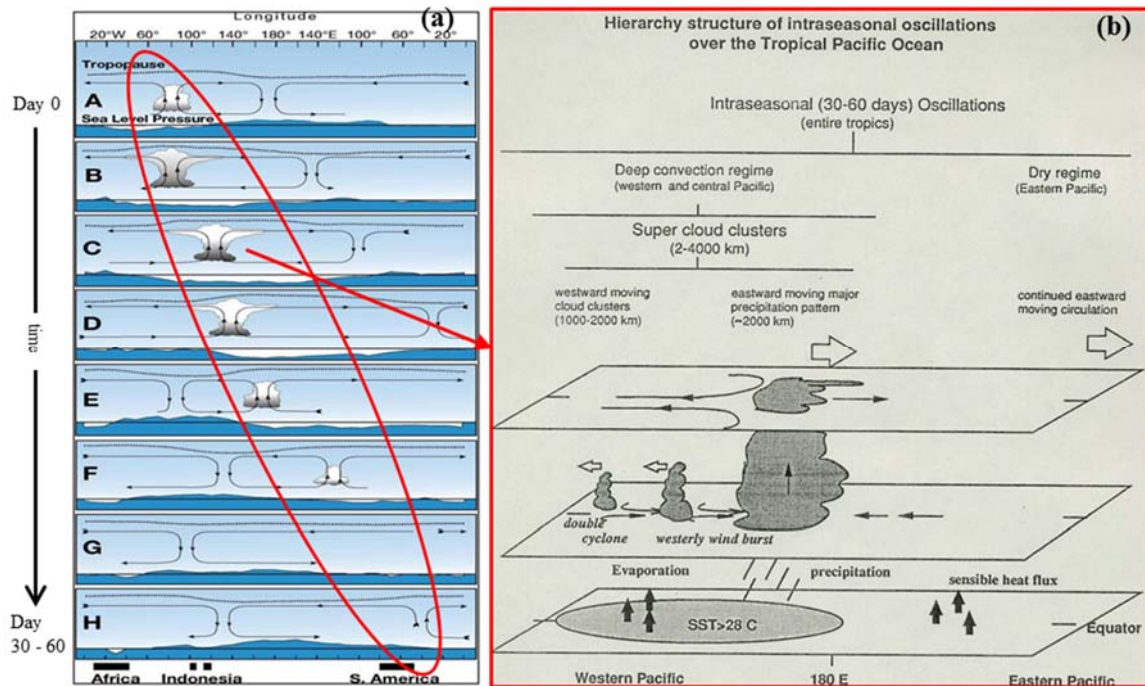 Longitude
(a)
20°W 60° 100° 140° 180° 140°E 100° 60° 20°
Tropopause
Day 0
A
Sea Level Pressure
B
C
D
time
E
F
G
Day
30 - 60
H
Africa Indonesia S. America
Hierarchy structure of intraseasonal oscillations
over the Tropical Pacific Ocean
(b)
Intraseasonal (30-60 days) Oscillations
(entire tropics)
Deep convection regime
(western and central Pacific)
Dry regime
(Eastern Pacific)
Super cloud clusters
(2-4000 km)
westward moving
cloud clusters
(1000-2000 km)
eastward moving major
precipitation pattern
(~2000 km)
continued eastward
moving circulation
double
cyclone
westerly wind burst
Evaporation
precipitation
sensible heat flux
SST>28 C
Equator
Western Pacific
180 E
Eastern Pacific